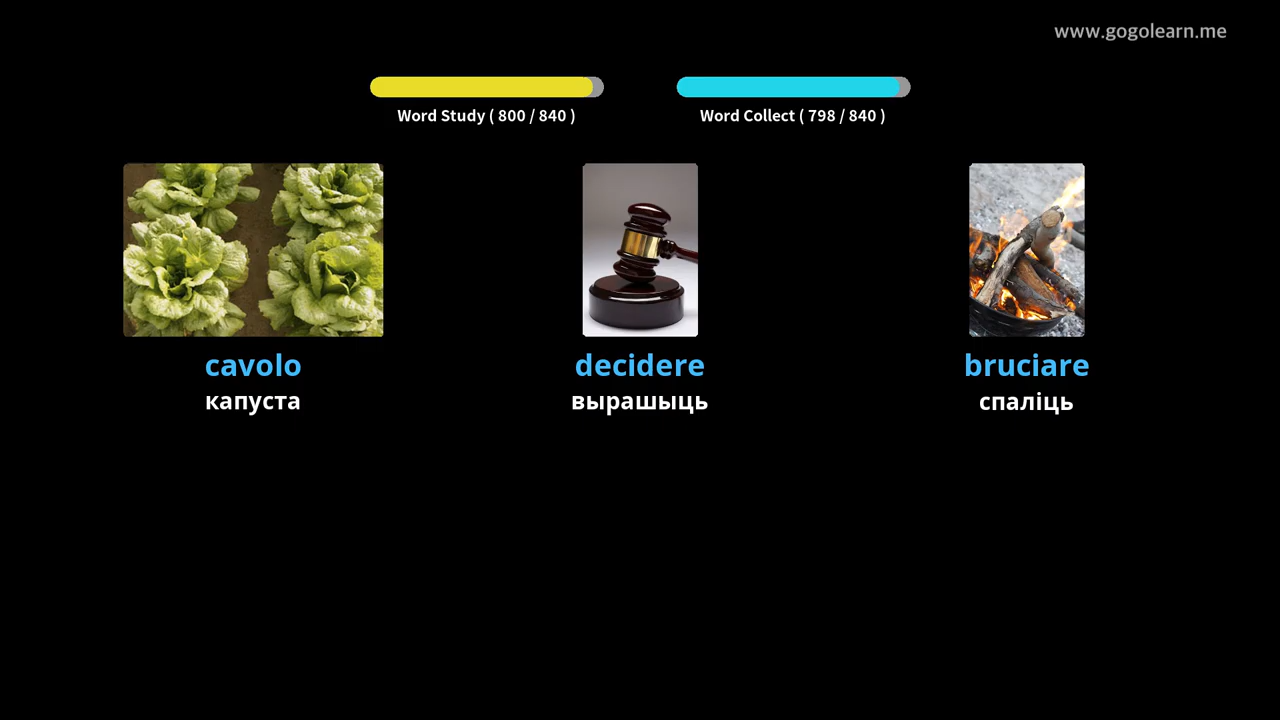 www.gogolearn.me
Word Study ( 800 / 840 )
Word Collect ( 798 / 840 )
cavolo
decidere
bruciare
капуста
вырашыць
спаліць